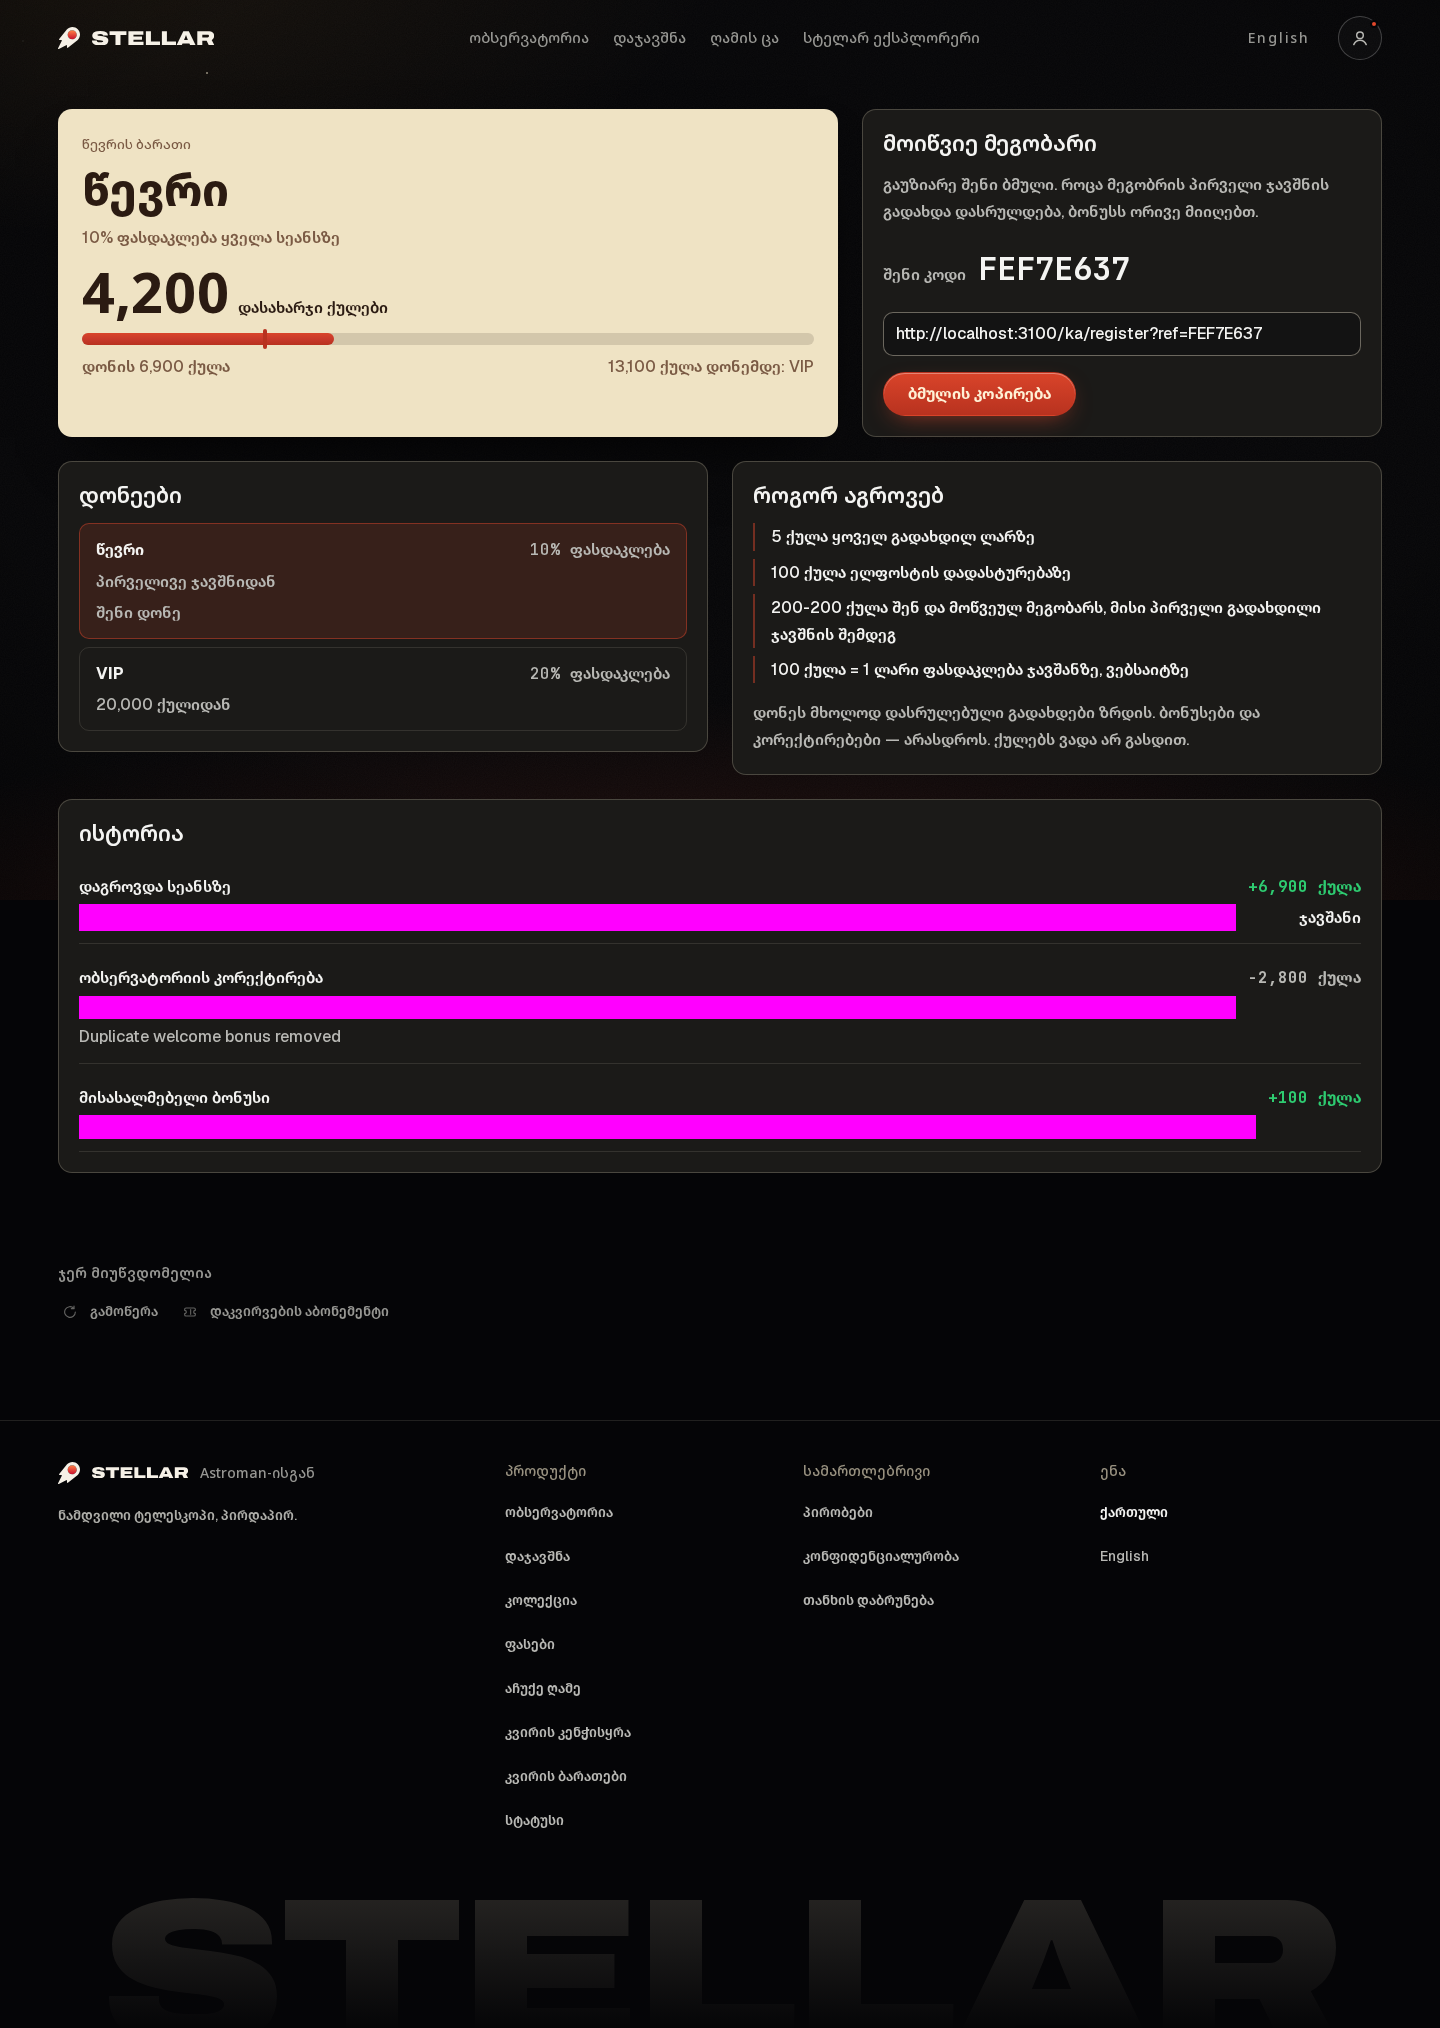 STELLAR
ობსერვატორია
დაჯავშნა
ღამის ცა
სტელარ ექსპლორერი
English
წევრის ბარათი
წევრი
10% ფასდაკლება ყველა სეანსზე
4,200 დასახარჯი ქულები
დონის 6,900 ქულა
13,100 ქულა დონემდე: VIP
მოიწვიე მეგობარი
გაუზიარე შენი ბმული. როცა მეგობრის პირველი ჯავშნის
გადახდა დასრულდება, ბონუსს ორივე მიიღებთ.
შენი კოდი FEF7E637
http://localhost:3100/ka/register?ref=FEF7E637
ბმულის კოპირება
დონეები
წევრი
10% ფასდაკლება
პირველივე ჯავშნიდან
შენი დონე
VIP
20% ფასდაკლება
20,000 ქულიდან
როგორ აგროვებ
5 ქულა ყოველ გადახდილ ლარზე
100 ქულა ელფოსტის დადასტურებაზე
200-200 ქულა შენ და მოწვეულ მეგობარს, მისი პირველი გადახდილი
ჯავშნის შემდეგ
100 ქულა = 1 ლარი ფასდაკლება ჯავშანზე, ვებსაიტზე
დონეს მხოლოდ დასრულებული გადახდები ზრდის. ბონუსები და
კორექტირებები — არასდროს. ქულებს ვადა არ გასდით.
ისტორია
დაგროვდა სეანსზე
+6,900 ქულა
ჯავშანი
ობსერვატორიის კორექტირება
-2,800 ქულა
Duplicate welcome bonus removed
მისასალმებელი ბონუსი
+100 ქულა
ჯერ მიუწვდომელია
გამოწერა
დაკვირვების აბონემენტი
STELLAR Astroman-ისგან
ნამდვილი ტელესკოპი, პირდაპირ.
პროდუქტი
ობსერვატორია
დაჯავშნა
კოლექცია
ფასები
აჩუქე ღამე
კვირის კენჭისყრა
კვირის ბარათები
სტატუსი
სამართლებრივი
პირობები
კონფიდენციალურობა
თანხის დაბრუნება
ენა
ქართული
English
STELLAR